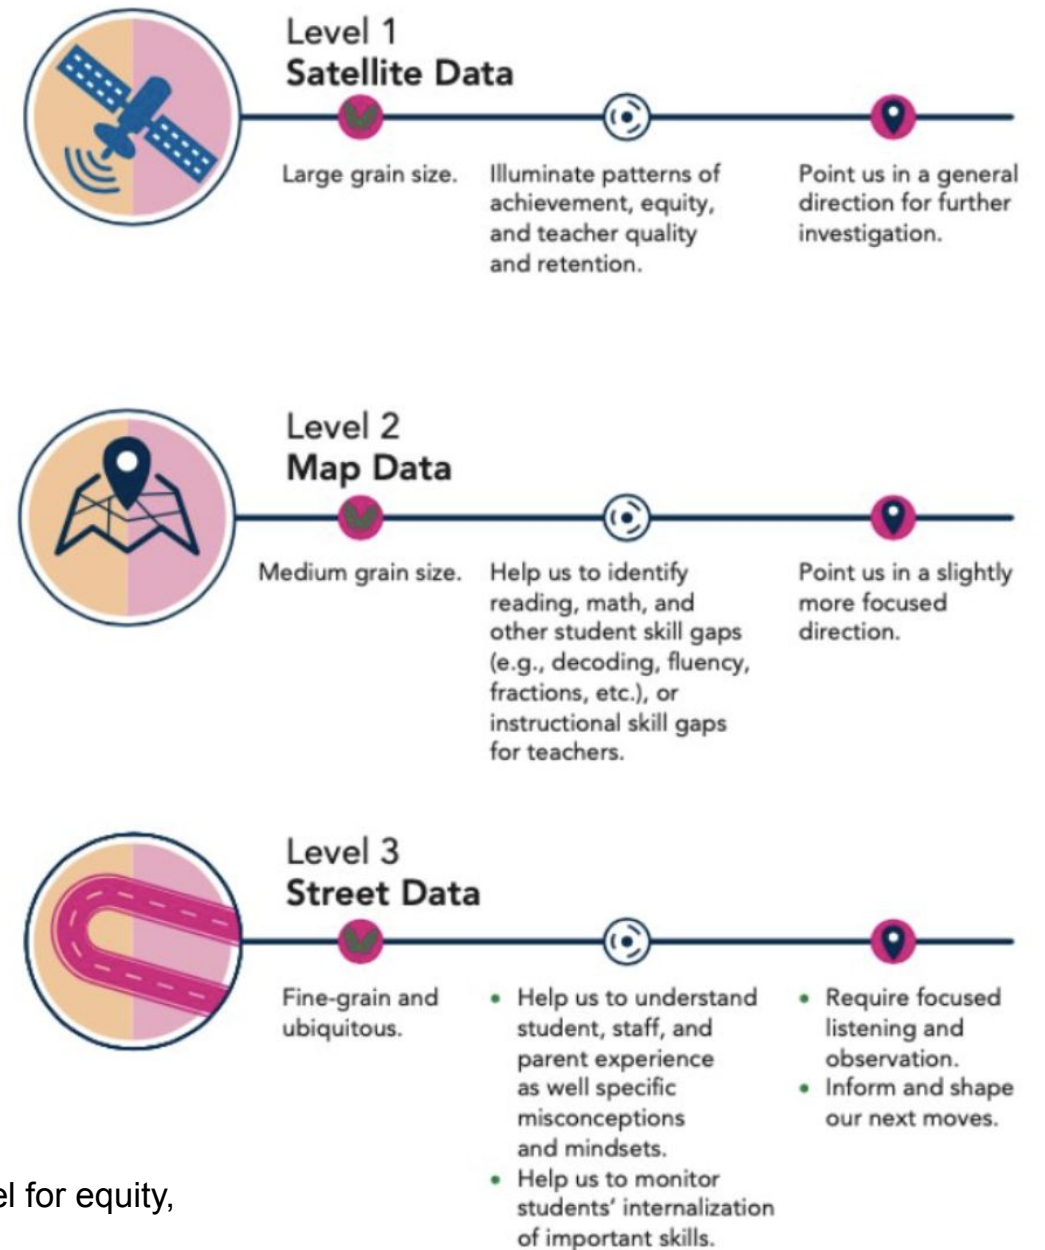 Level 1
Satellite Data
Large grain size.
Illuminate patterns of
achievement, equity,
and teacher quality
and retention.
Point us in a general
direction for further
investigation.
Level 2
Map Data
Medium grain size.
Help us to identify
reading, math, and
other student skill gaps
(e.g., decoding, fluency,
fractions, etc.), or
instructional skill gaps
for teachers.
Point us in a slightly
more focused
direction.
Level 3
Street Data
Fine-grain and
ubiquitous.
• Help us to understand
student, staff, and
parent experience
as well specific
misconceptions
and mindsets.
• Help us to monitor
students' internalization
of important skills.
• Require focused
listening and
observation.
• Inform and shape
our next moves.
for equity,